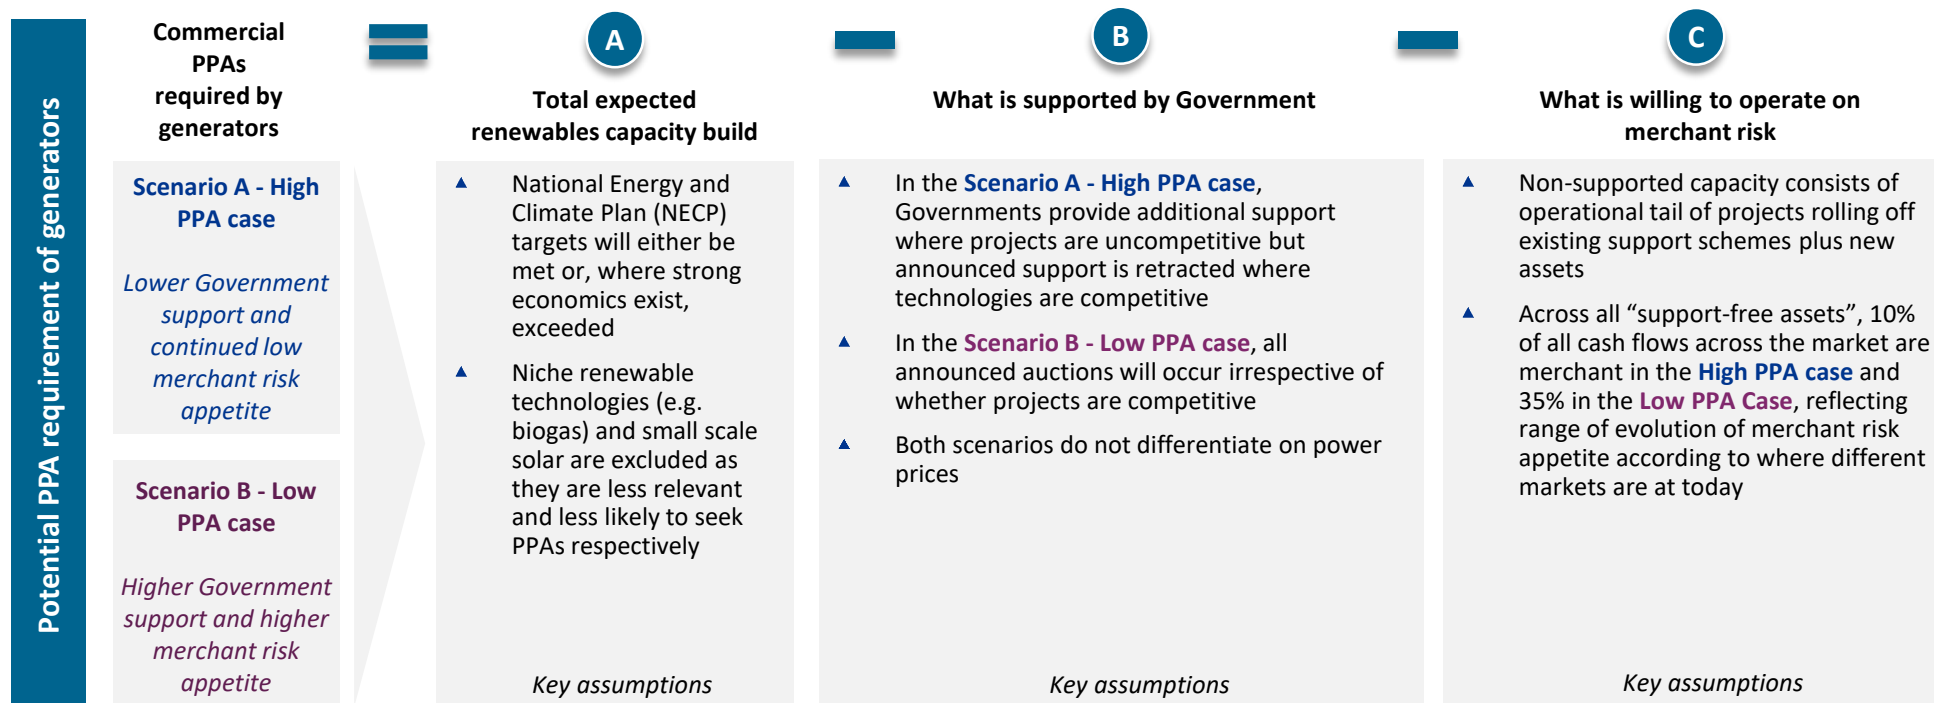 Potential PPA requirement of generators
Commercial
PPAs
required by
generators
Scenario A - High
PPA case
Lower Government
support and
continued low
merchant risk
appetite
Scenario B - Low
PPA case
Higher Government
support and higher
merchant risk
appetite
A
Total expected
renewables capacity build
National Energy and
Climate Plan (NECP)
targets will either be
met or, where strong
economics exist,
exceeded
Niche renewable
technologies (e.g.
biogas) and small scale
solar are excluded as
they are less relevant
and less likely to seek
PPAs respectively
Key assumptions
B
What is supported by Government
In the Scenario A - High PPA case,
Governments provide additional support
where projects are uncompetitive but
announced support is retracted where
technologies are competitive
In the Scenario B - Low PPA case, all
announced auctions will occur irrespective of
whether projects are competitive
Both scenarios do not differentiate on power
prices
Key assumptions
C
What is willing to operate on
merchant risk
Non-supported capacity consists of
operational tail of projects rolling off
existing support schemes plus new
assets
Across all “support-free assets”, 10%
of all cash flows across the market are
merchant in the High PPA case and
35% in the Low PPA Case, reflecting
range of evolution of merchant risk
appetite according to where different
markets are at today
Key assumptions